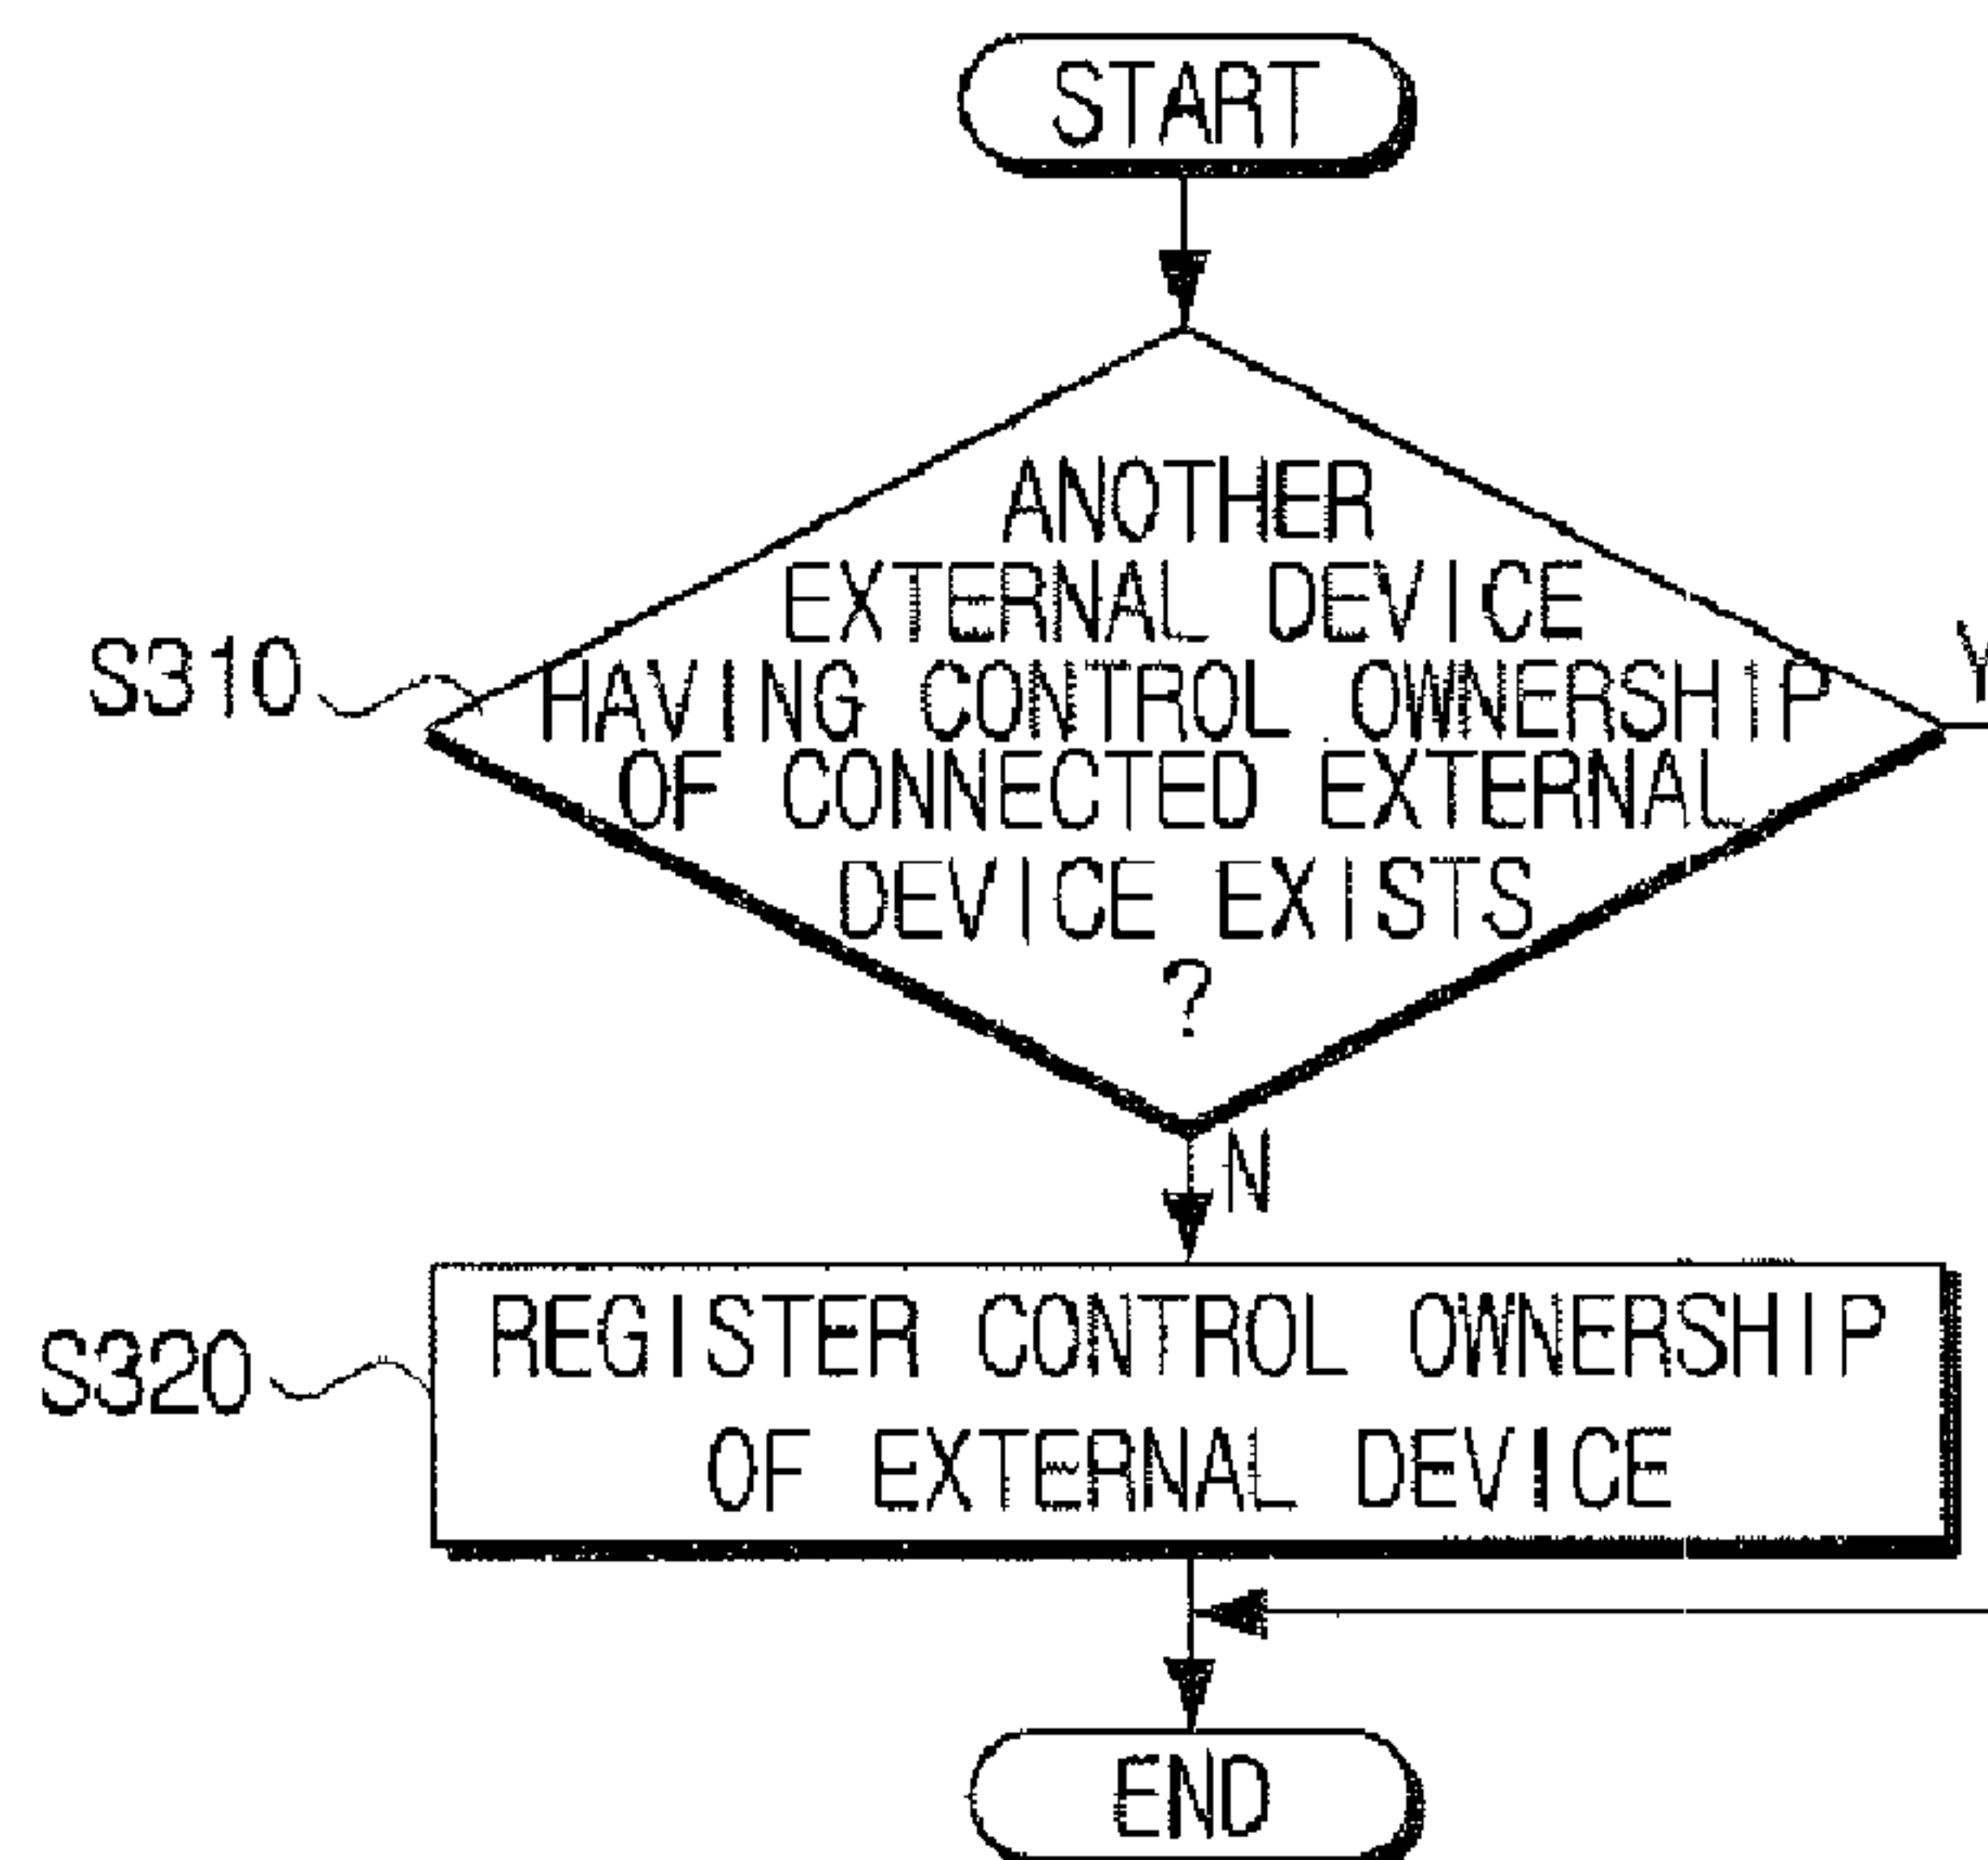 START
ANOTHER
EXTERNAL DEVICE
HAVING CONTROL OWNERSHIP
OF CONNECTED EXTERNAL
DEVICE EXISTS
?
S310
Y
N
REGISTER CONTROL OWNERSHIP
OF EXTERNAL DEVICE
S320
END